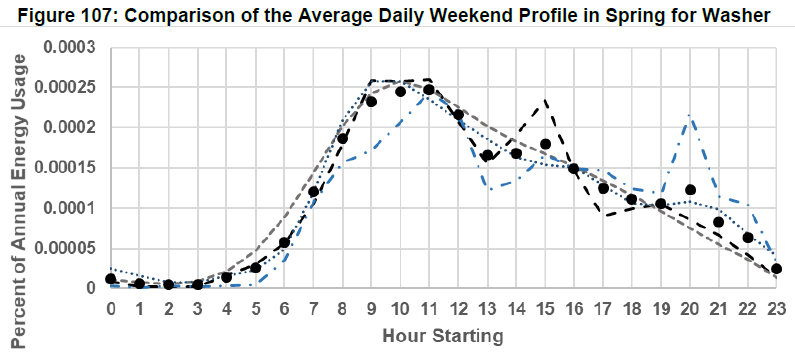 Figure 107: Comparison of the Average Daily Weekend Profile in Spring for Washer
Percent of Annual Energy Usage
0.0003
0.00025
0.0002
0.00015
0.0001
0.00005
0
0 1 2 3 4 5 6 7 8 9 10 11 12 13 14 15 16 17 18 19 20 21 22 23
Hour Starting